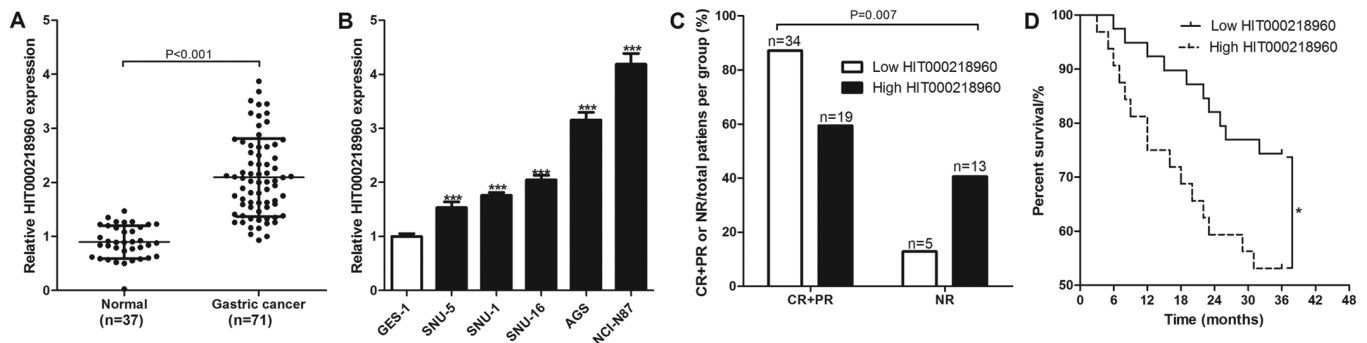 A
Relative HIT000218960 expression
5
4
3
2
1
0
P<0.001
Normal
(n=37)
Gastric cancer
(n=71)
B
Relative HIT000218960 expression
5
4
3
2
1
0
***
***
***
***
***
GES-1
SNU-5
SNU-1
SNU-16
AGS
NCI-N87
C
CR+PR or NR/total patiens per group (%)
100
80
60
40
20
0
P=0.007
n=34
n=19
n=5
n=13
Low HIT000218960
High HIT000218960
CR+PR
NR
D
Percent survival/%
100
90
80
70
60
50
Low HIT000218960
High HIT000218960
*
0
6
12
18
24
30
36
42
48
Time (months)